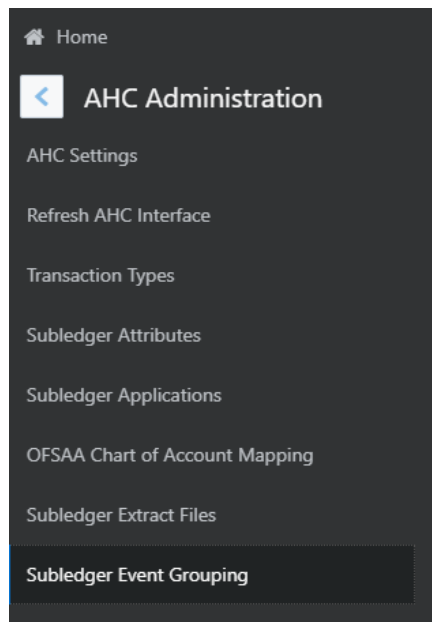 Home
AHC Administration
AHC Settings
Refresh AHC Interface
Transaction Types
Subledger Attributes
Subledger Applications
OFSAA Chart of Account Mapping
Subledger Extract Files
Subledger Event Grouping